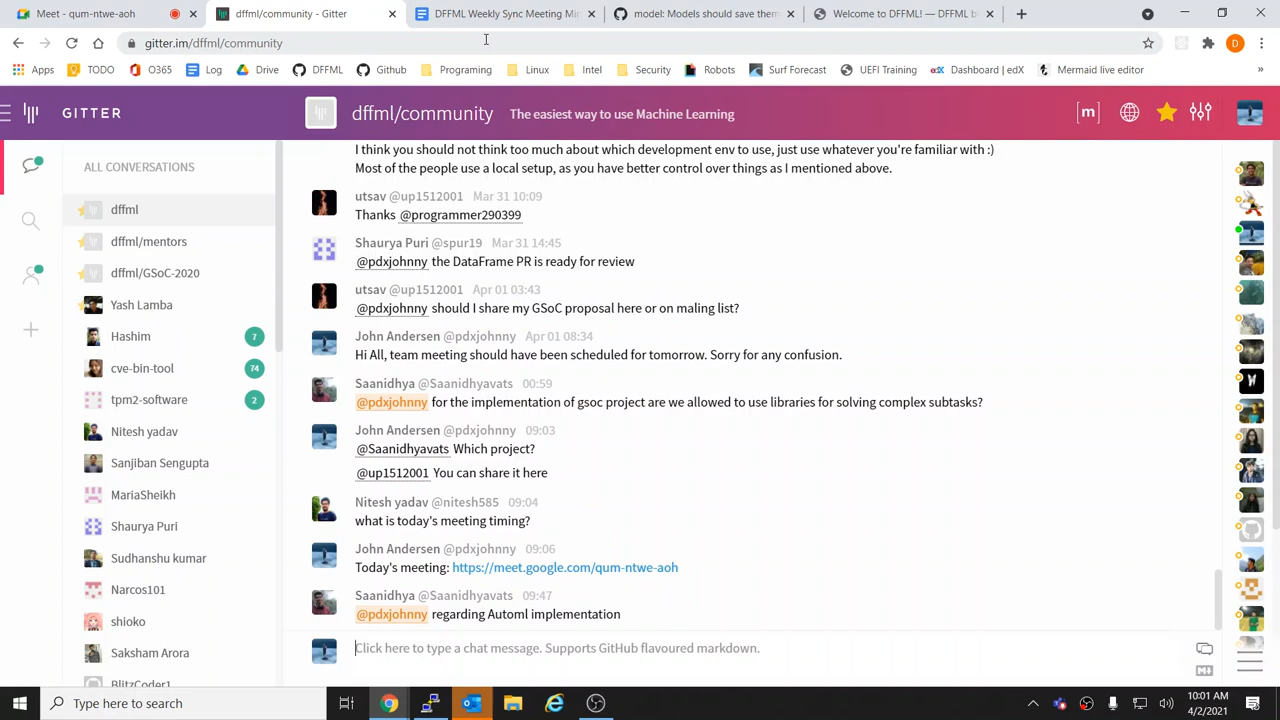 Meet - DFFML Weekly Sync
dffml/community - Gitter
DFFML Weekly Meeting Min
model: Models should save them
Welcome to DFFML! — DFFML b
gitter.im/dffml/community
Apps
TODO
O365
Log
Drive
DFFML
Github
Programing
Linux
Intel
Security
Robots
Surf Forecast
UEFI Training
Dashboard | edX
Mermaid live editor
»
GITTER
dffml/community
The easiest way to use Machine Learning
ALL CONVERSATIONS
dffml
dffml/mentors
dffml/GSoC-2020
Yash Lamba
Hashim
7
cve-bin-tool
74
tpm2-software
2
Nitesh yadav
Sanjiban Sengupta
MariaSheikh
Shaurya Puri
Sudhanshu kumar
Narcos101
shioko
Saksham Arora
BlitzCoder1
I think you should not think too much about which development env to use, just use whatever you're familiar with :)
Most of the people use a local setup, as you have better control over things as I mentioned above.
utsav @up1512001 Mar 31 10:09
Thanks @programmer290399
Shaurya Puri @spur19 Mar 31 14:45
@pdxjohnny the DataFrame PR is ready for review
utsav @up1512001 Apr 01 03:43
@pdxjohnny should I share my GSoC proposal here or on maling list?
John Andersen @pdxjohnny Apr 01 08:34
Hi All, team meeting should have been scheduled for tomorrow. Sorry for any confusion.
Saanidhya @Saanidhyavats 00:59
@pdxjohnny for the implementation of gsoc project are we allowed to use libraries for solving complex subtasks?
John Andersen @pdxjohnny 09:03
@Saanidhyavats Which project?
@up1512001 You can share it here
Nitesh yadav @nitesh585 09:04
what is today's meeting timing?
John Andersen @pdxjohnny 09:06
Today's meeting: https://meet.google.com/qum-ntwe-aoh
Saanidhya @Saanidhyavats 09:47
@pdxjohnny regarding Automl implementation
Click here to type a chat message. Supports GitHub flavoured markdown.
Type here to search
10:01 AM
4/2/2021